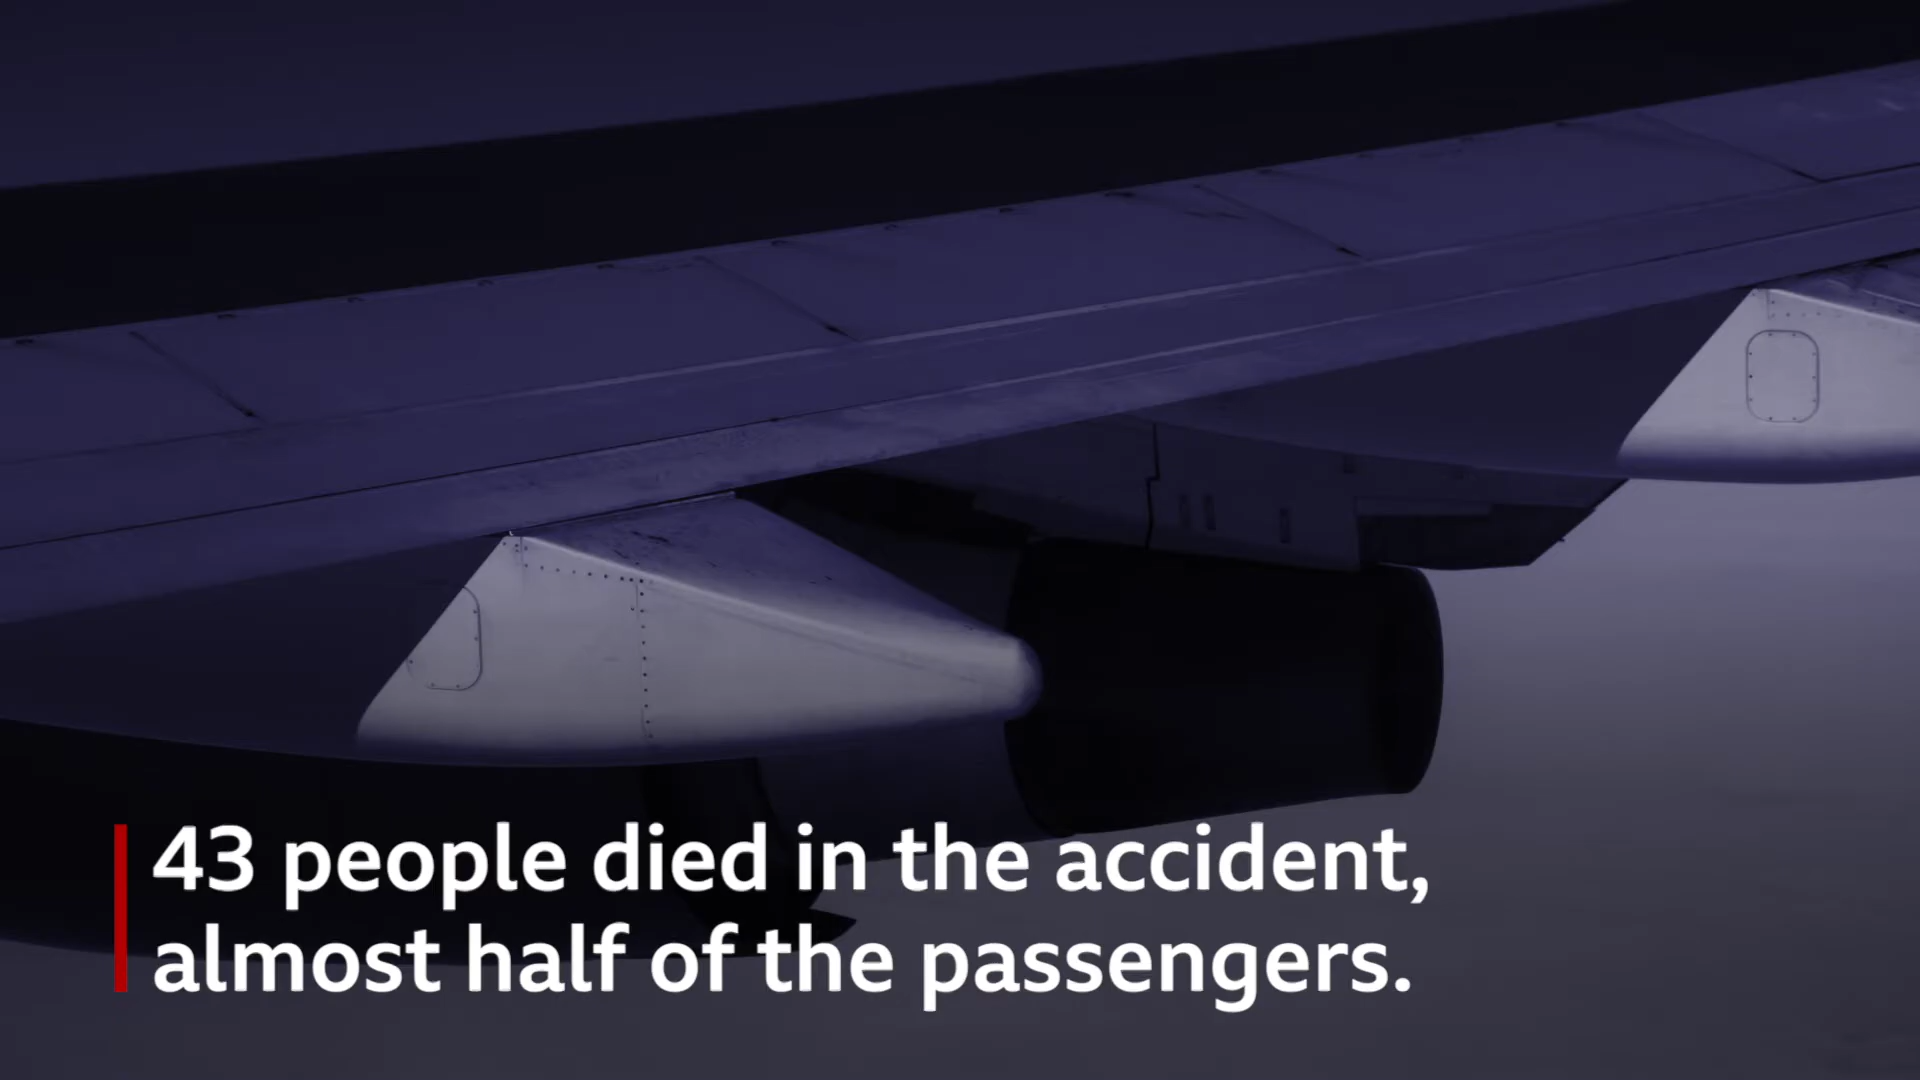 43 people died in the accident,
almost half of the passengers.